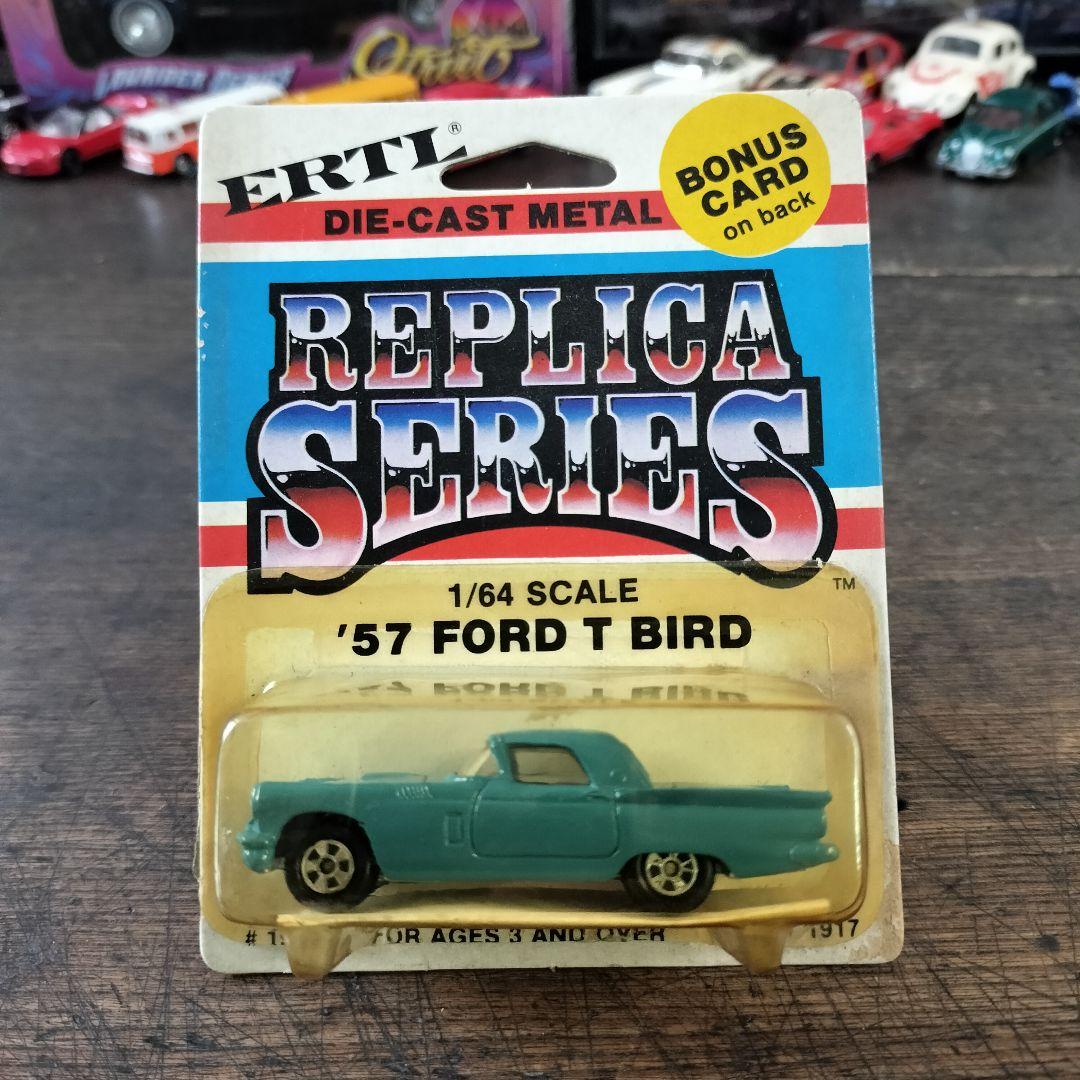 ERTL®
DIE-CAST METAL
BONUS
CARD
on back
REPLICA
SERIES
TM
1/64 SCALE
'57 FORD T BIRD
FOR AGES 3 AND OVER
1917